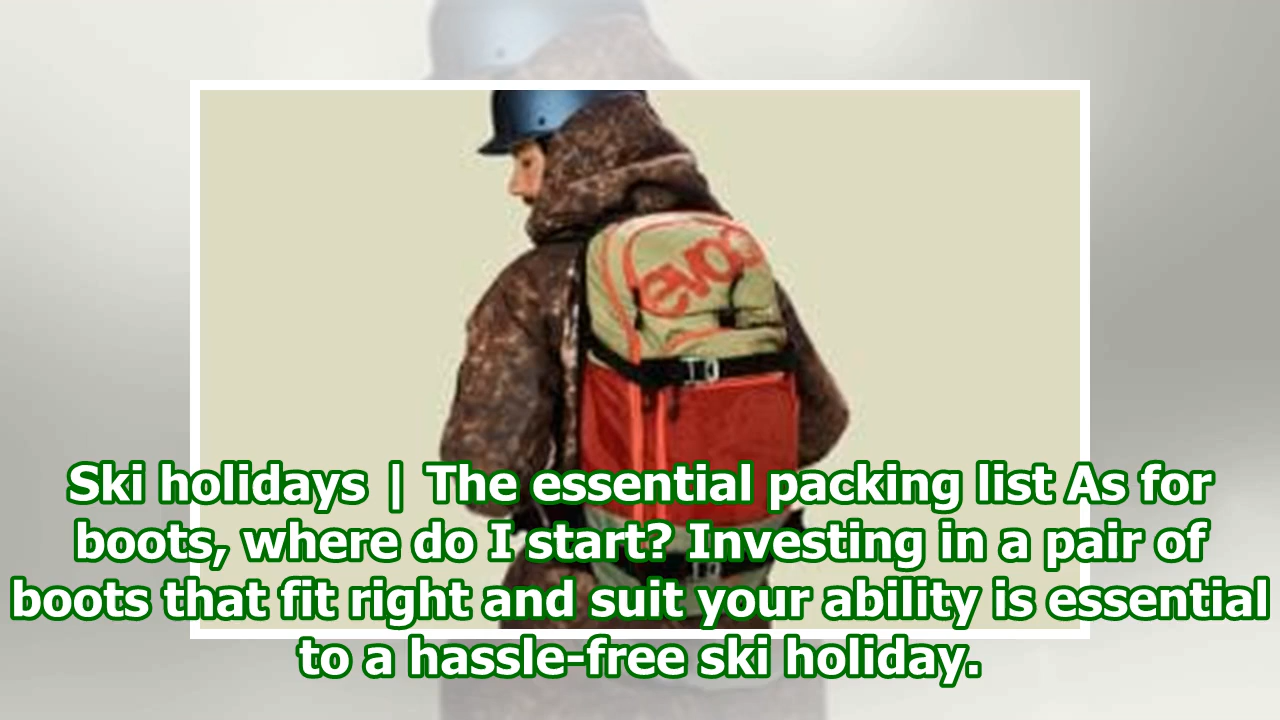 evoc
Ski holidays | The essential packing list As for
boots, where do I start? Investing in a pair of
boots that fit right and suit your ability is essential
to a hassle-free ski holiday.